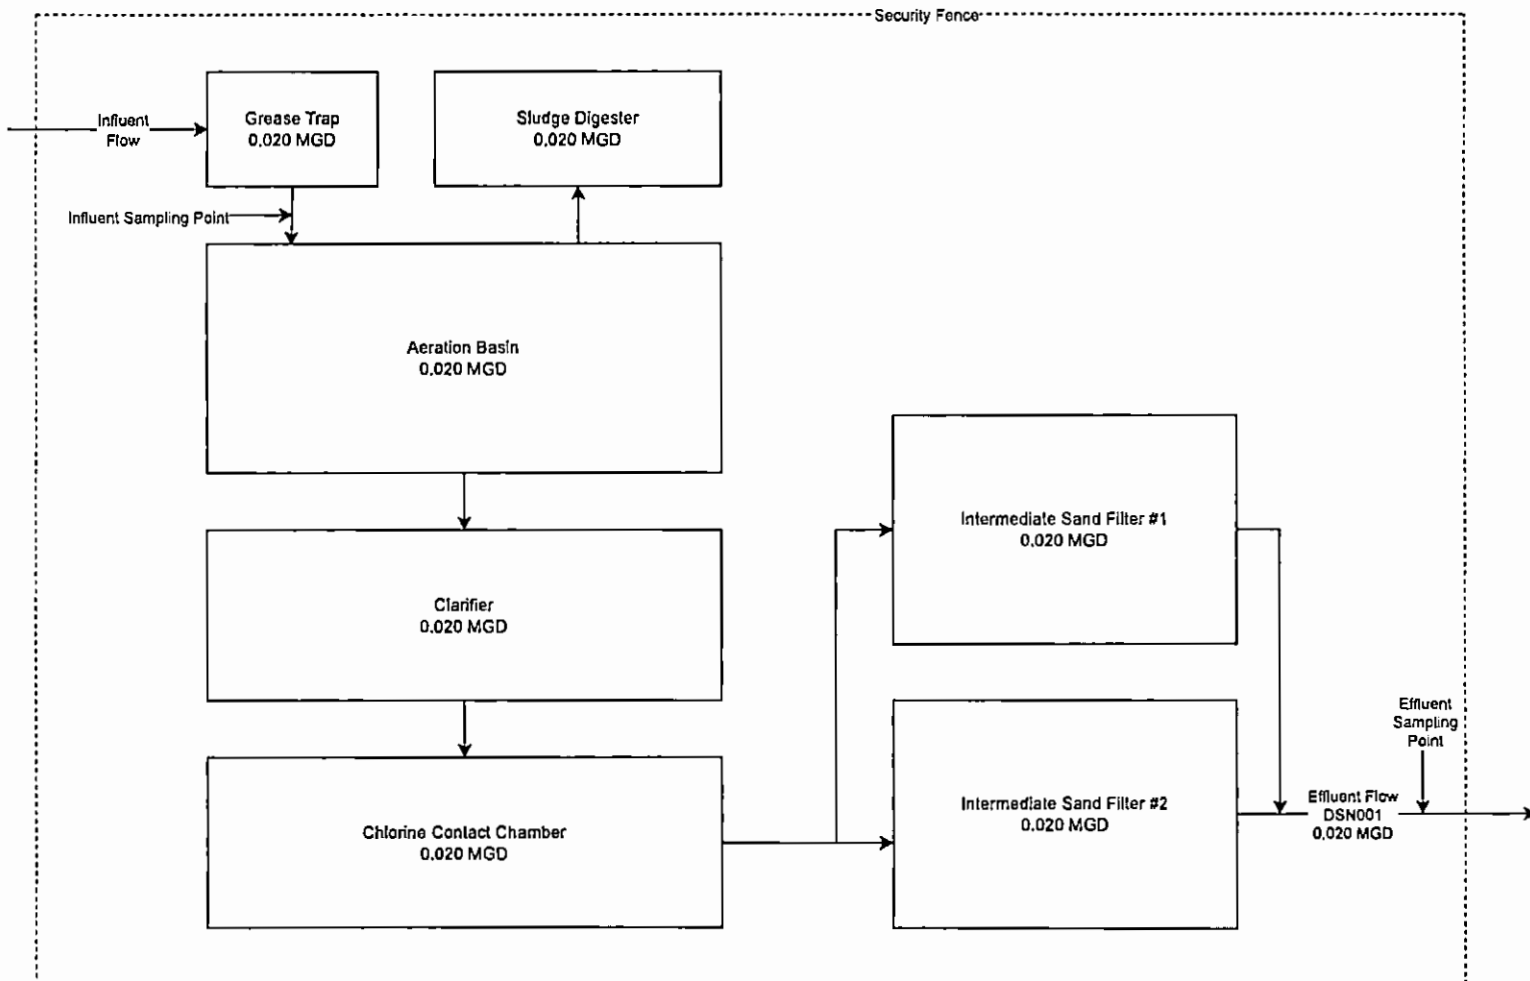 Security Fence
Influent
Flow
Grease Trap
0.020 MGD
Sludge Digester
0.020 MGD
Influent Sampling Point
Aeration Basin
0.020 MGD
Clarifier
0.020 MGD
Chlorine Contact Chamber
0.020 MGD
Intermediate Sand Filter #1
0.020 MGD
Intermediate Sand Filter #2
0.020 MGD
Effluent Flow
DSN001
0.020 MGD
Effluent
Sampling
Point